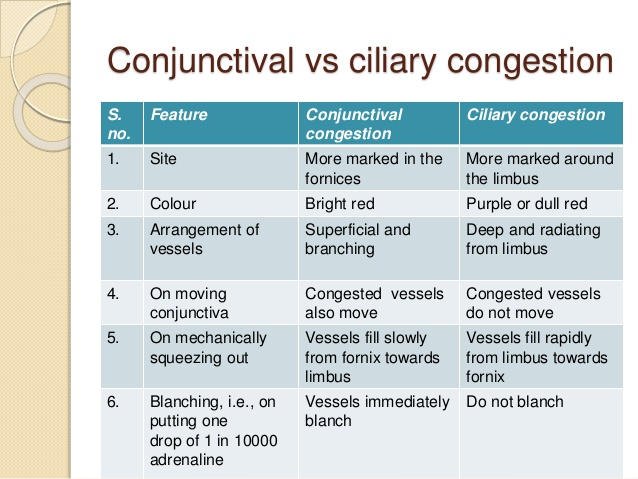 Conjunctival vs ciliary congestion
S. no. Feature Conjunctival congestion Ciliary congestion
1. Site More marked in the fornices More marked around the limbus
2. Colour Bright red Purple or dull red
3. Arrangement of vessels Superficial and branching Deep and radiating from limbus
4. On moving conjunctiva Congested vessels also move Congested vessels do not move
5. On mechanically squeezing out Vessels fill slowly from fornix towards limbus Vessels fill rapidly from limbus towards fornix
6. Blanching, i.e., on putting one drop of 1 in 10000 adrenaline Vessels immediately blanch Do not blanch